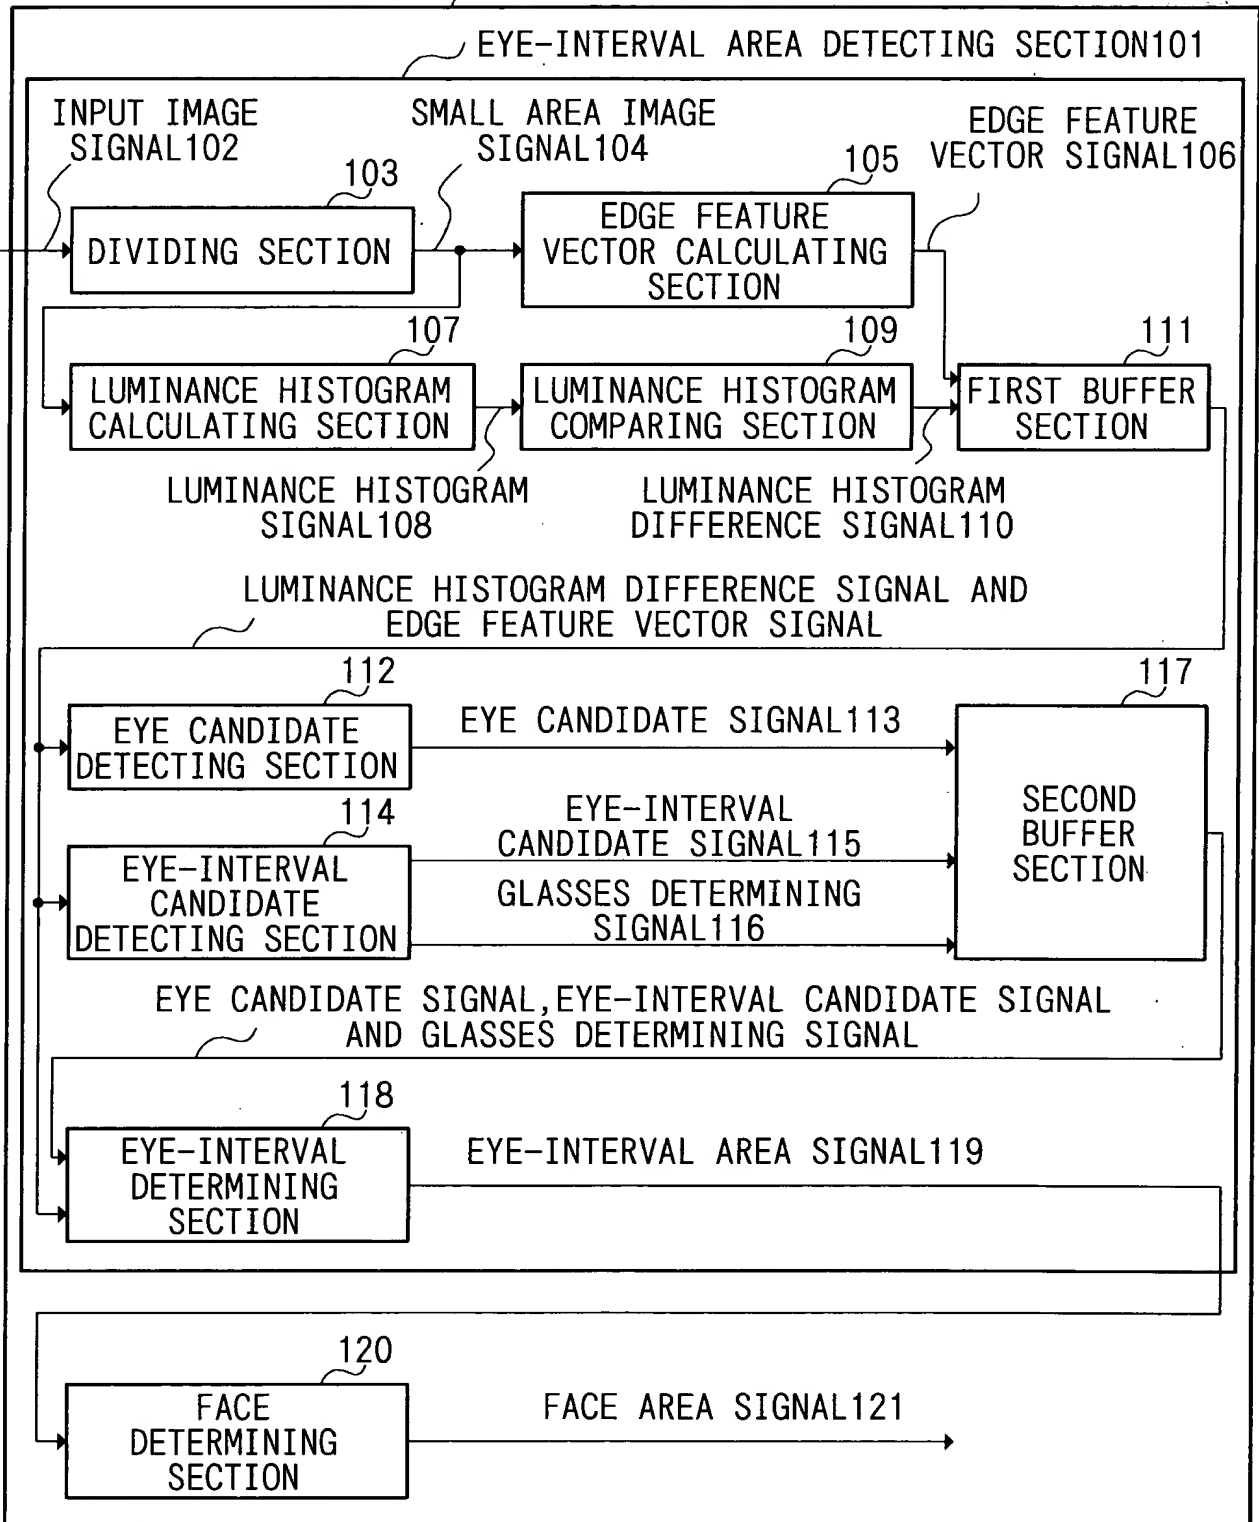 EYE-INTERVAL AREA DETECTING SECTION101
INPUT IMAGE
SIGNAL102
SMALL AREA IMAGE
SIGNAL104
EDGE FEATURE
VECTOR SIGNAL106
103
DIVIDING SECTION
105
EDGE FEATURE
VECTOR CALCULATING
SECTION
107
LUMINANCE HISTOGRAM
CALCULATING SECTION
109
LUMINANCE HISTOGRAM
COMPARING SECTION
111
FIRST BUFFER
SECTION
LUMINANCE HISTOGRAM
SIGNAL108
LUMINANCE HISTOGRAM
DIFFERENCE SIGNAL110
LUMINANCE HISTOGRAM DIFFERENCE SIGNAL AND
EDGE FEATURE VECTOR SIGNAL
112
EYE CANDIDATE
DETECTING SECTION
EYE CANDIDATE SIGNAL113
117
SECOND
BUFFER
SECTION
114
EYE-INTERVAL
CANDIDATE
DETECTING SECTION
EYE-INTERVAL
CANDIDATE SIGNAL115
GLASSES DETERMINING
SIGNAL116
EYE CANDIDATE SIGNAL,EYE-INTERVAL CANDIDATE SIGNAL
AND GLASSES DETERMINING SIGNAL
118
EYE-INTERVAL
DETERMINING
SECTION
EYE-INTERVAL AREA SIGNAL119
120
FACE
DETERMINING
SECTION
FACE AREA SIGNAL121